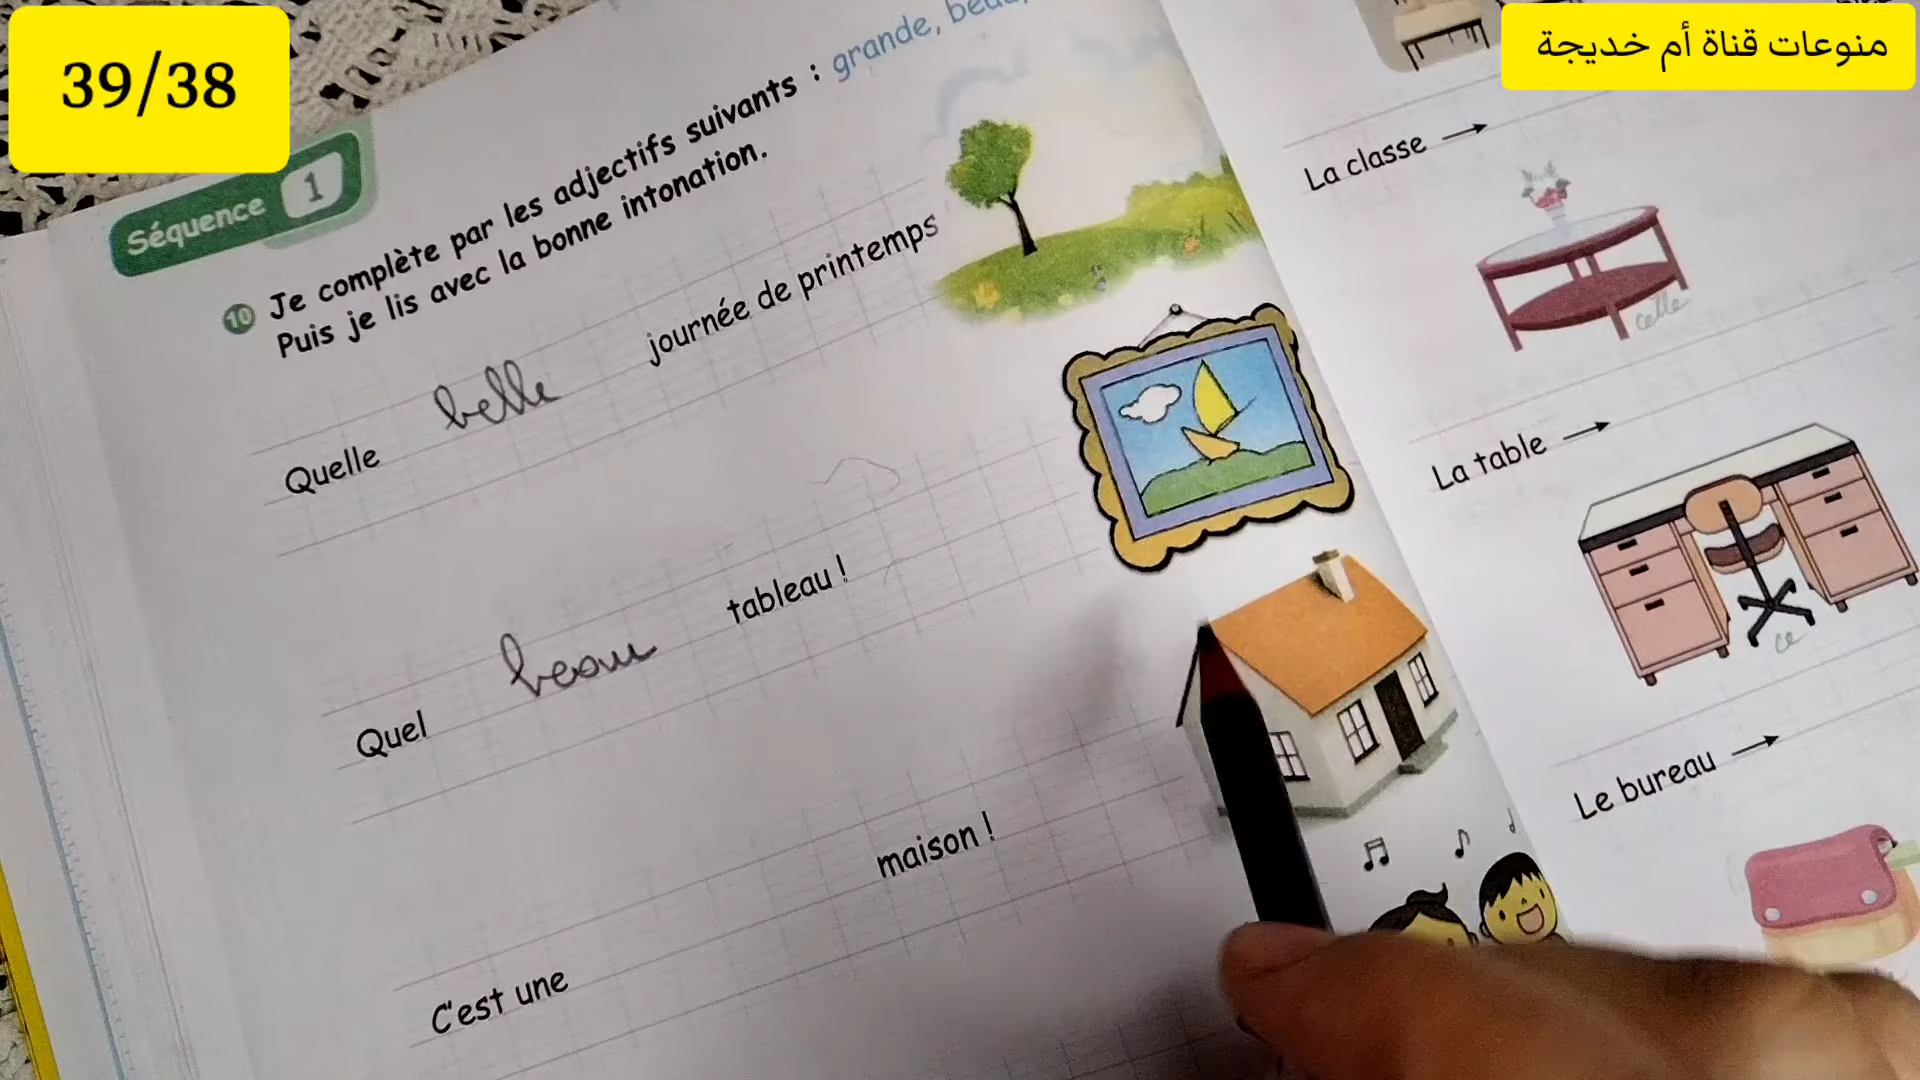 39/38
منوعات قناة أم خديجة
Séquence 1
10 Je complète par les adjectifs suivants : grande,
Puis je lis avec la bonne intonation.
Quelle belle journée de printemps
Quel beau tableau !
C'est une maison !
La classe →
celle
La table →
ce
Le bureau →